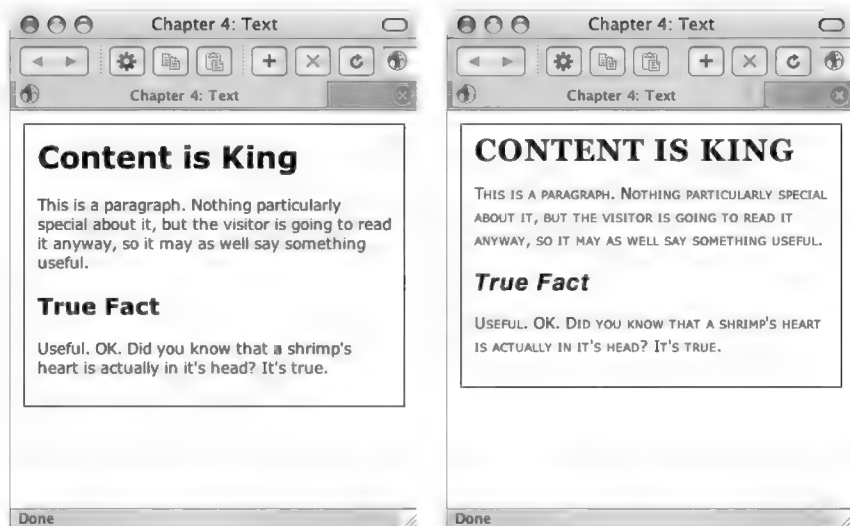 Chapter 4: Text
Chapter 4: Text
Content is King
This is a paragraph. Nothing particularly
special about it, but the visitor is going to read
it anyway, so it may as well say something
useful.
True Fact
Useful. OK. Did you know that a shrimp's
heart is actually in it's head? It's true.
Done
Chapter 4: Text
Chapter 4: Text
CONTENT IS KING
THIS IS A PARAGRAPH. NOTHING PARTICULARLY SPECIAL
ABOUT IT, BUT THE VISITOR IS GOING TO READ IT
ANYWAY, SO IT MAY AS WELL SAY SOMETHING USEFUL.
True Fact
USEFUL. OK. DID YOU KNOW THAT A SHRIMP'S HEART
IS ACTUALLY IN IT'S HEAD? IT'S TRUE.
Done